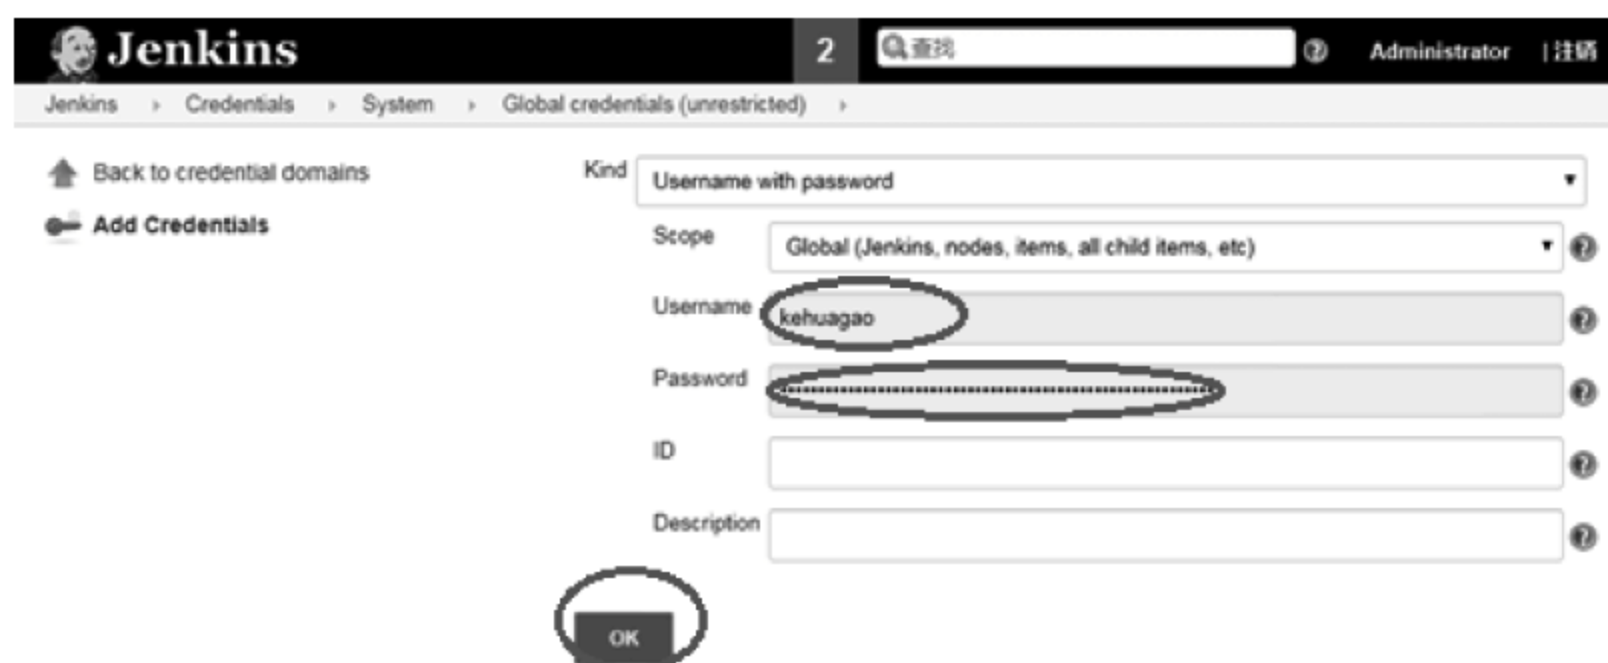 Jenkins
2
查找
Administrator
| 注销
Jenkins
Credentials
System
Global credentials (unrestricted)
Back to credential domains
Add Credentials
Kind
Username with password
Scope
Global (Jenkins, nodes, items, all child items, etc)
Username
kehuagao
Password
ID
Description
OK